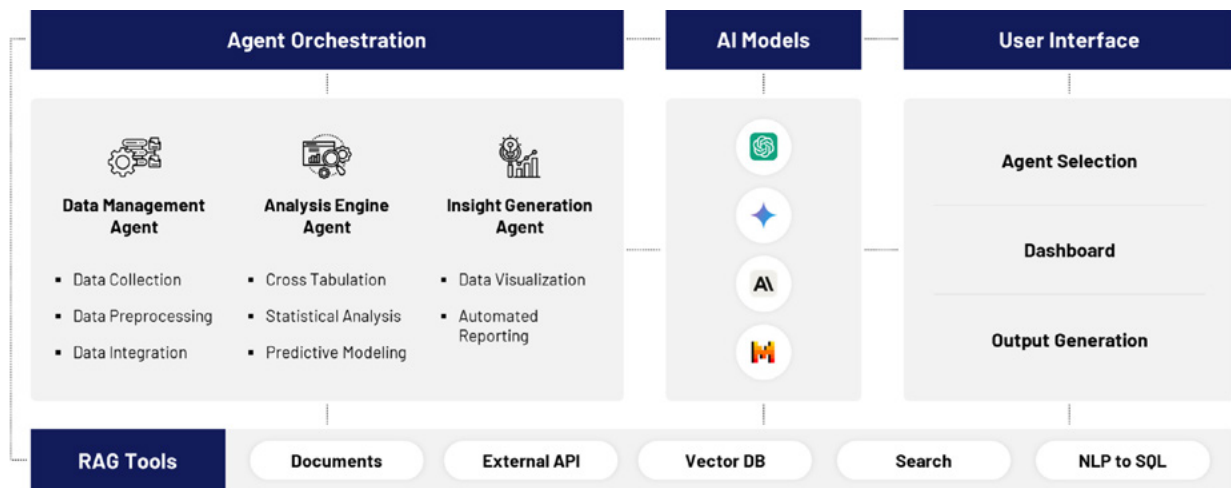 Agent Orchestration
AI Models
User Interface
Data Management
Agent
▪ Data Collection
▪ Data Preprocessing
▪ Data Integration
Analysis Engine
Agent
▪ Cross Tabulation
▪ Statistical Analysis
▪ Predictive Modeling
Insight Generation
Agent
▪ Data Visualization
▪ Automated
Reporting
AI
Agent Selection
Dashboard
Output Generation
RAG Tools
Documents
External API
Vector DB
Search
NLP to SQL